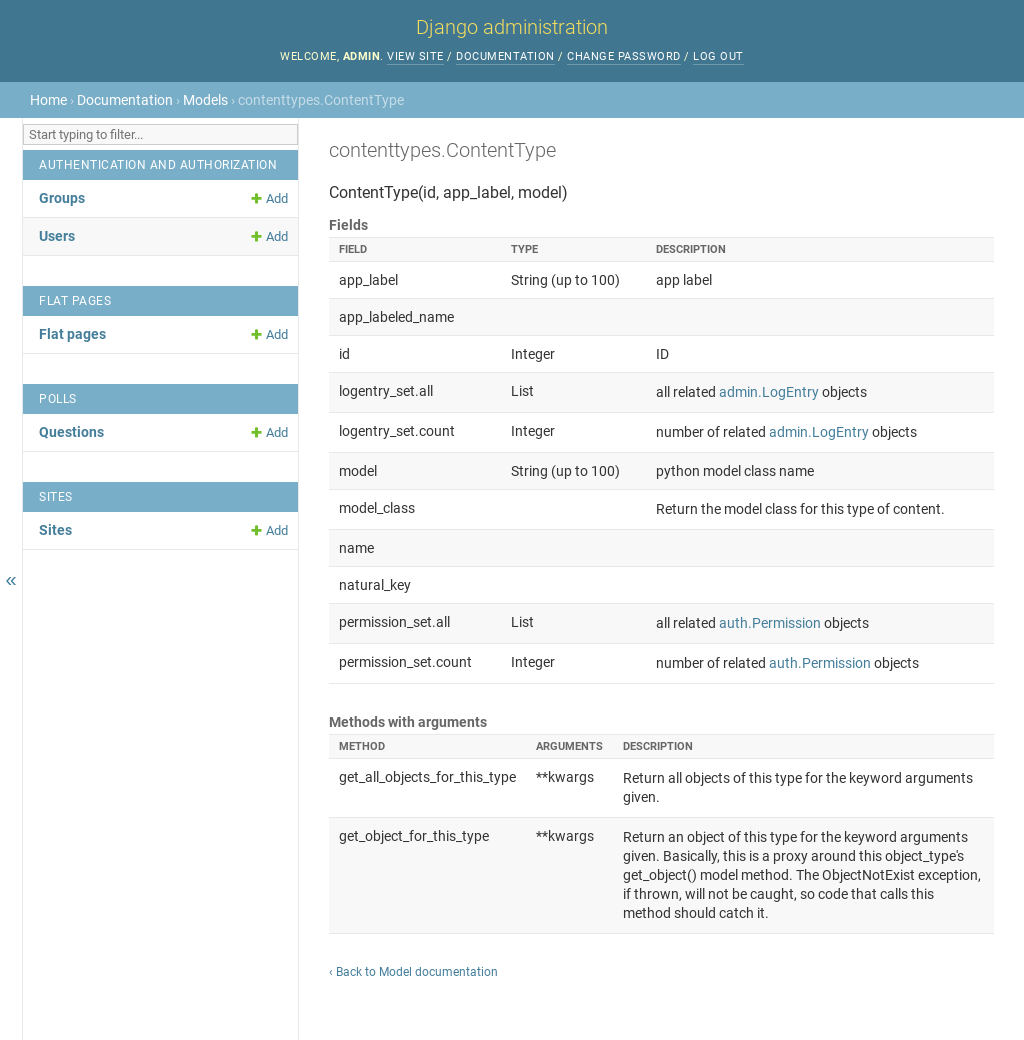 Django administration
WELCOME, ADMIN. VIEW SITE / DOCUMENTATION / CHANGE PASSWORD / LOG OUT
Home › Documentation › Models › contenttypes.ContentType
Start typing to filter...
AUTHENTICATION AND AUTHORIZATION
Groups Add
Users Add
FLAT PAGES
Flat pages Add
POLLS
Questions Add
SITES
Sites Add
«
contenttypes.ContentType
ContentType(id, app_label, model)
Fields
FIELD TYPE DESCRIPTION
app_label String (up to 100) app label
app_labeled_name
id Integer ID
logentry_set.all List all related admin.LogEntry objects
logentry_set.count Integer number of related admin.LogEntry objects
model String (up to 100) python model class name
model_class Return the model class for this type of content.
name
natural_key
permission_set.all List all related auth.Permission objects
permission_set.count Integer number of related auth.Permission objects
Methods with arguments
METHOD ARGUMENTS DESCRIPTION
get_all_objects_for_this_type **kwargs Return all objects of this type for the keyword arguments
given.
get_object_for_this_type **kwargs Return an object of this type for the keyword arguments
given. Basically, this is a proxy around this object_type's
get_object() model method. The ObjectNotExist exception,
if thrown, will not be caught, so code that calls this
method should catch it.
‹ Back to Model documentation